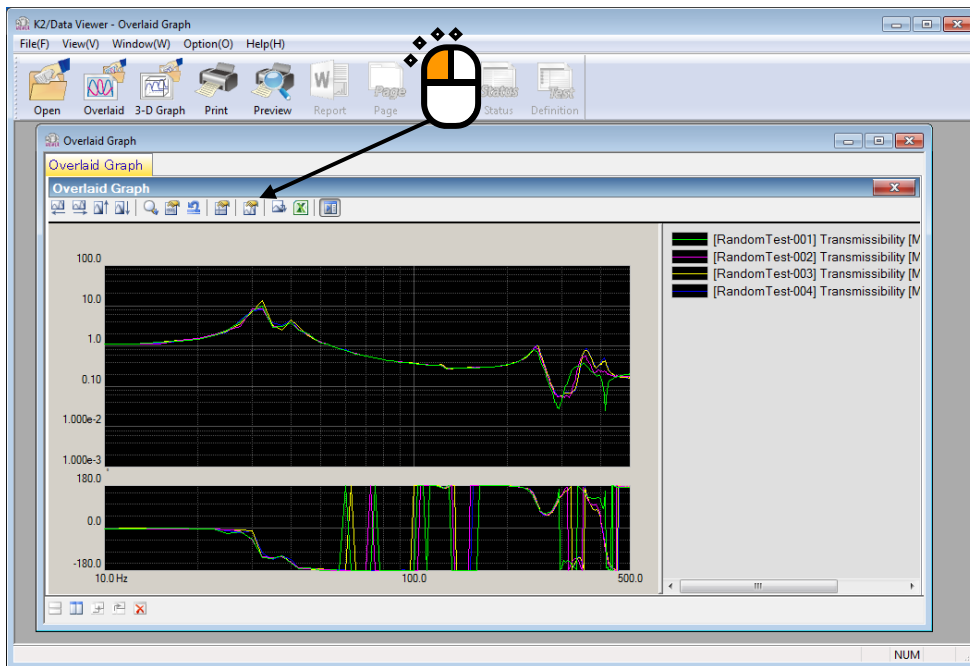 K2/Data Viewer - Overlaid Graph
File(F) View(V) Window(W) Option(O) Help(H)
Open Overlaid 3-D Graph Print Preview Report Page Status Definition
Overlaid Graph
Overlaid Graph
Overlaid Graph
[RandomTest-001] Transmissibility [M
[RandomTest-002] Transmissibility [M
[RandomTest-003] Transmissibility [M
[RandomTest-004] Transmissibility [M
100.0
10.0
1.0
0.10
1.000e-2
1.000e-3
180.0
0.0
-180.0
10.0 Hz 100.0 500.0
NUM